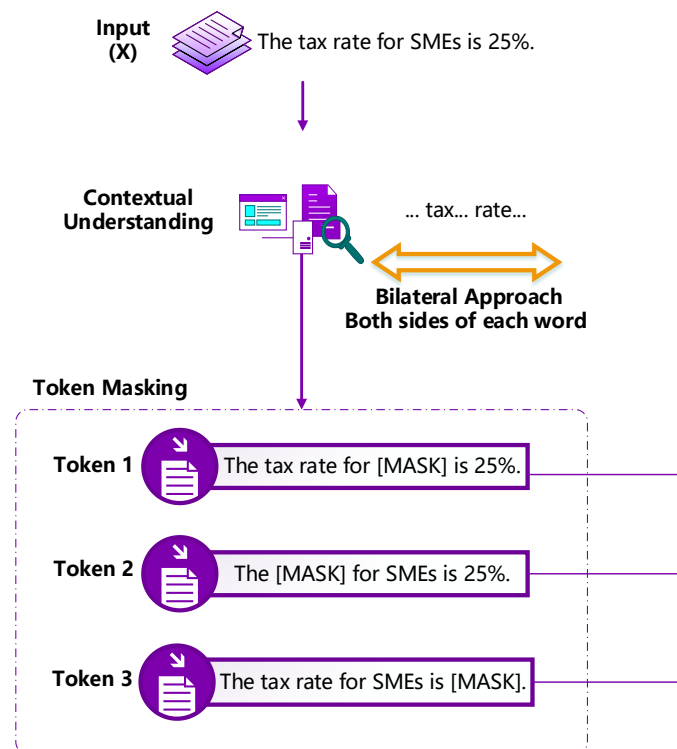 Input
(X)
The tax rate for SMEs is 25%.
Contextual
Understanding
... tax... rate...
Bilateral Approach
Both sides of each word
Token Masking
Token 1
The tax rate for [MASK] is 25%.
Token 2
The [MASK] for SMEs is 25%.
Token 3
The tax rate for SMEs is [MASK].